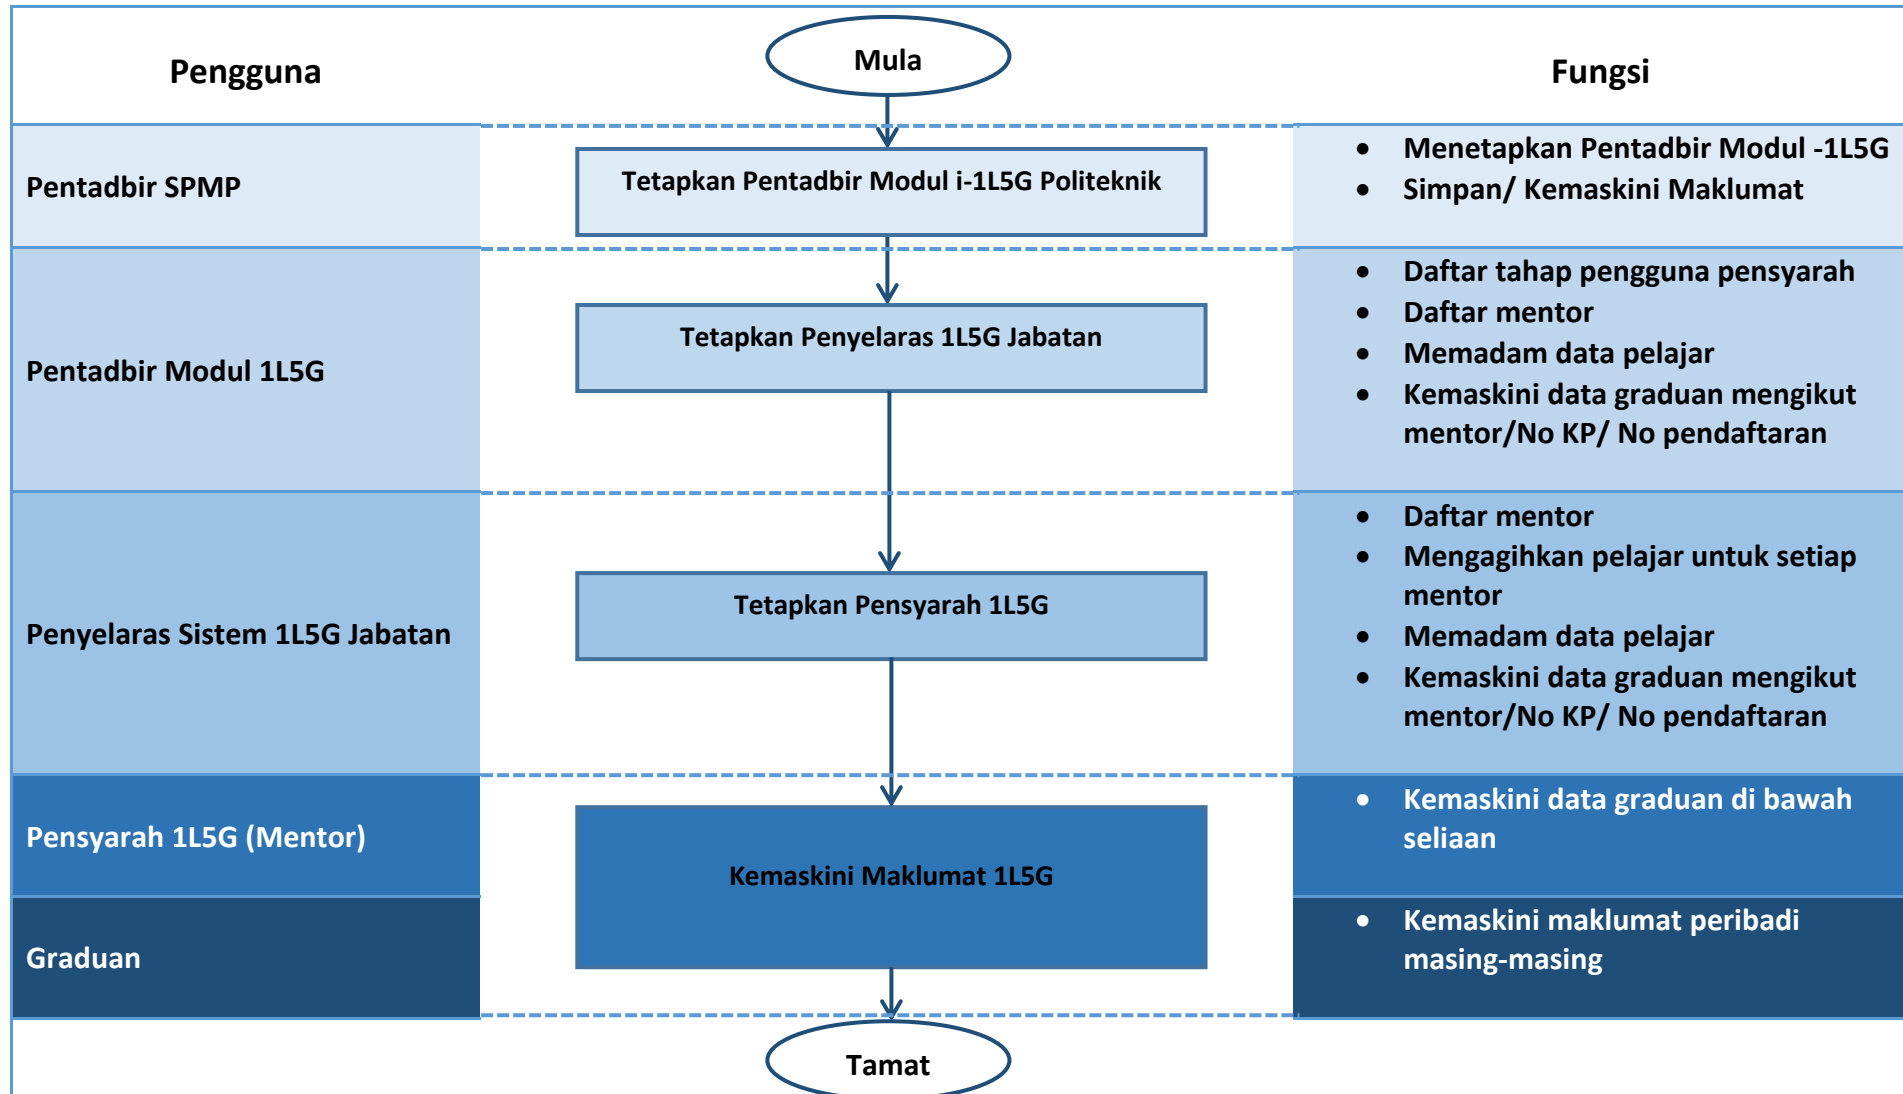 Pengguna
Mula
Fungsi
Pentadbir SPMP
Tetapkan Pentadbir Modul i-1L5G Politeknik
• Menetapkan Pentadbir Modul -1L5G
• Simpan/ Kemaskini Maklumat
Pentadbir Modul 1L5G
Tetapkan Penyelaras 1L5G Jabatan
• Daftar tahap pengguna pensyarah
• Daftar mentor
• Memadam data pelajar
• Kemaskini data graduan mengikut
mentor/No KP/ No pendaftaran
Penyelaras Sistem 1L5G Jabatan
Tetapkan Pensyarah 1L5G
• Daftar mentor
• Mengagihkan pelajar untuk setiap
mentor
• Memadam data pelajar
• Kemaskini data graduan mengikut
mentor/No KP/ No pendaftaran
Pensyarah 1L5G (Mentor)
Kemaskini Maklumat 1L5G
• Kemaskini data graduan di bawah
seliaan
Graduan
• Kemaskini maklumat peribadi
masing-masing
Tamat